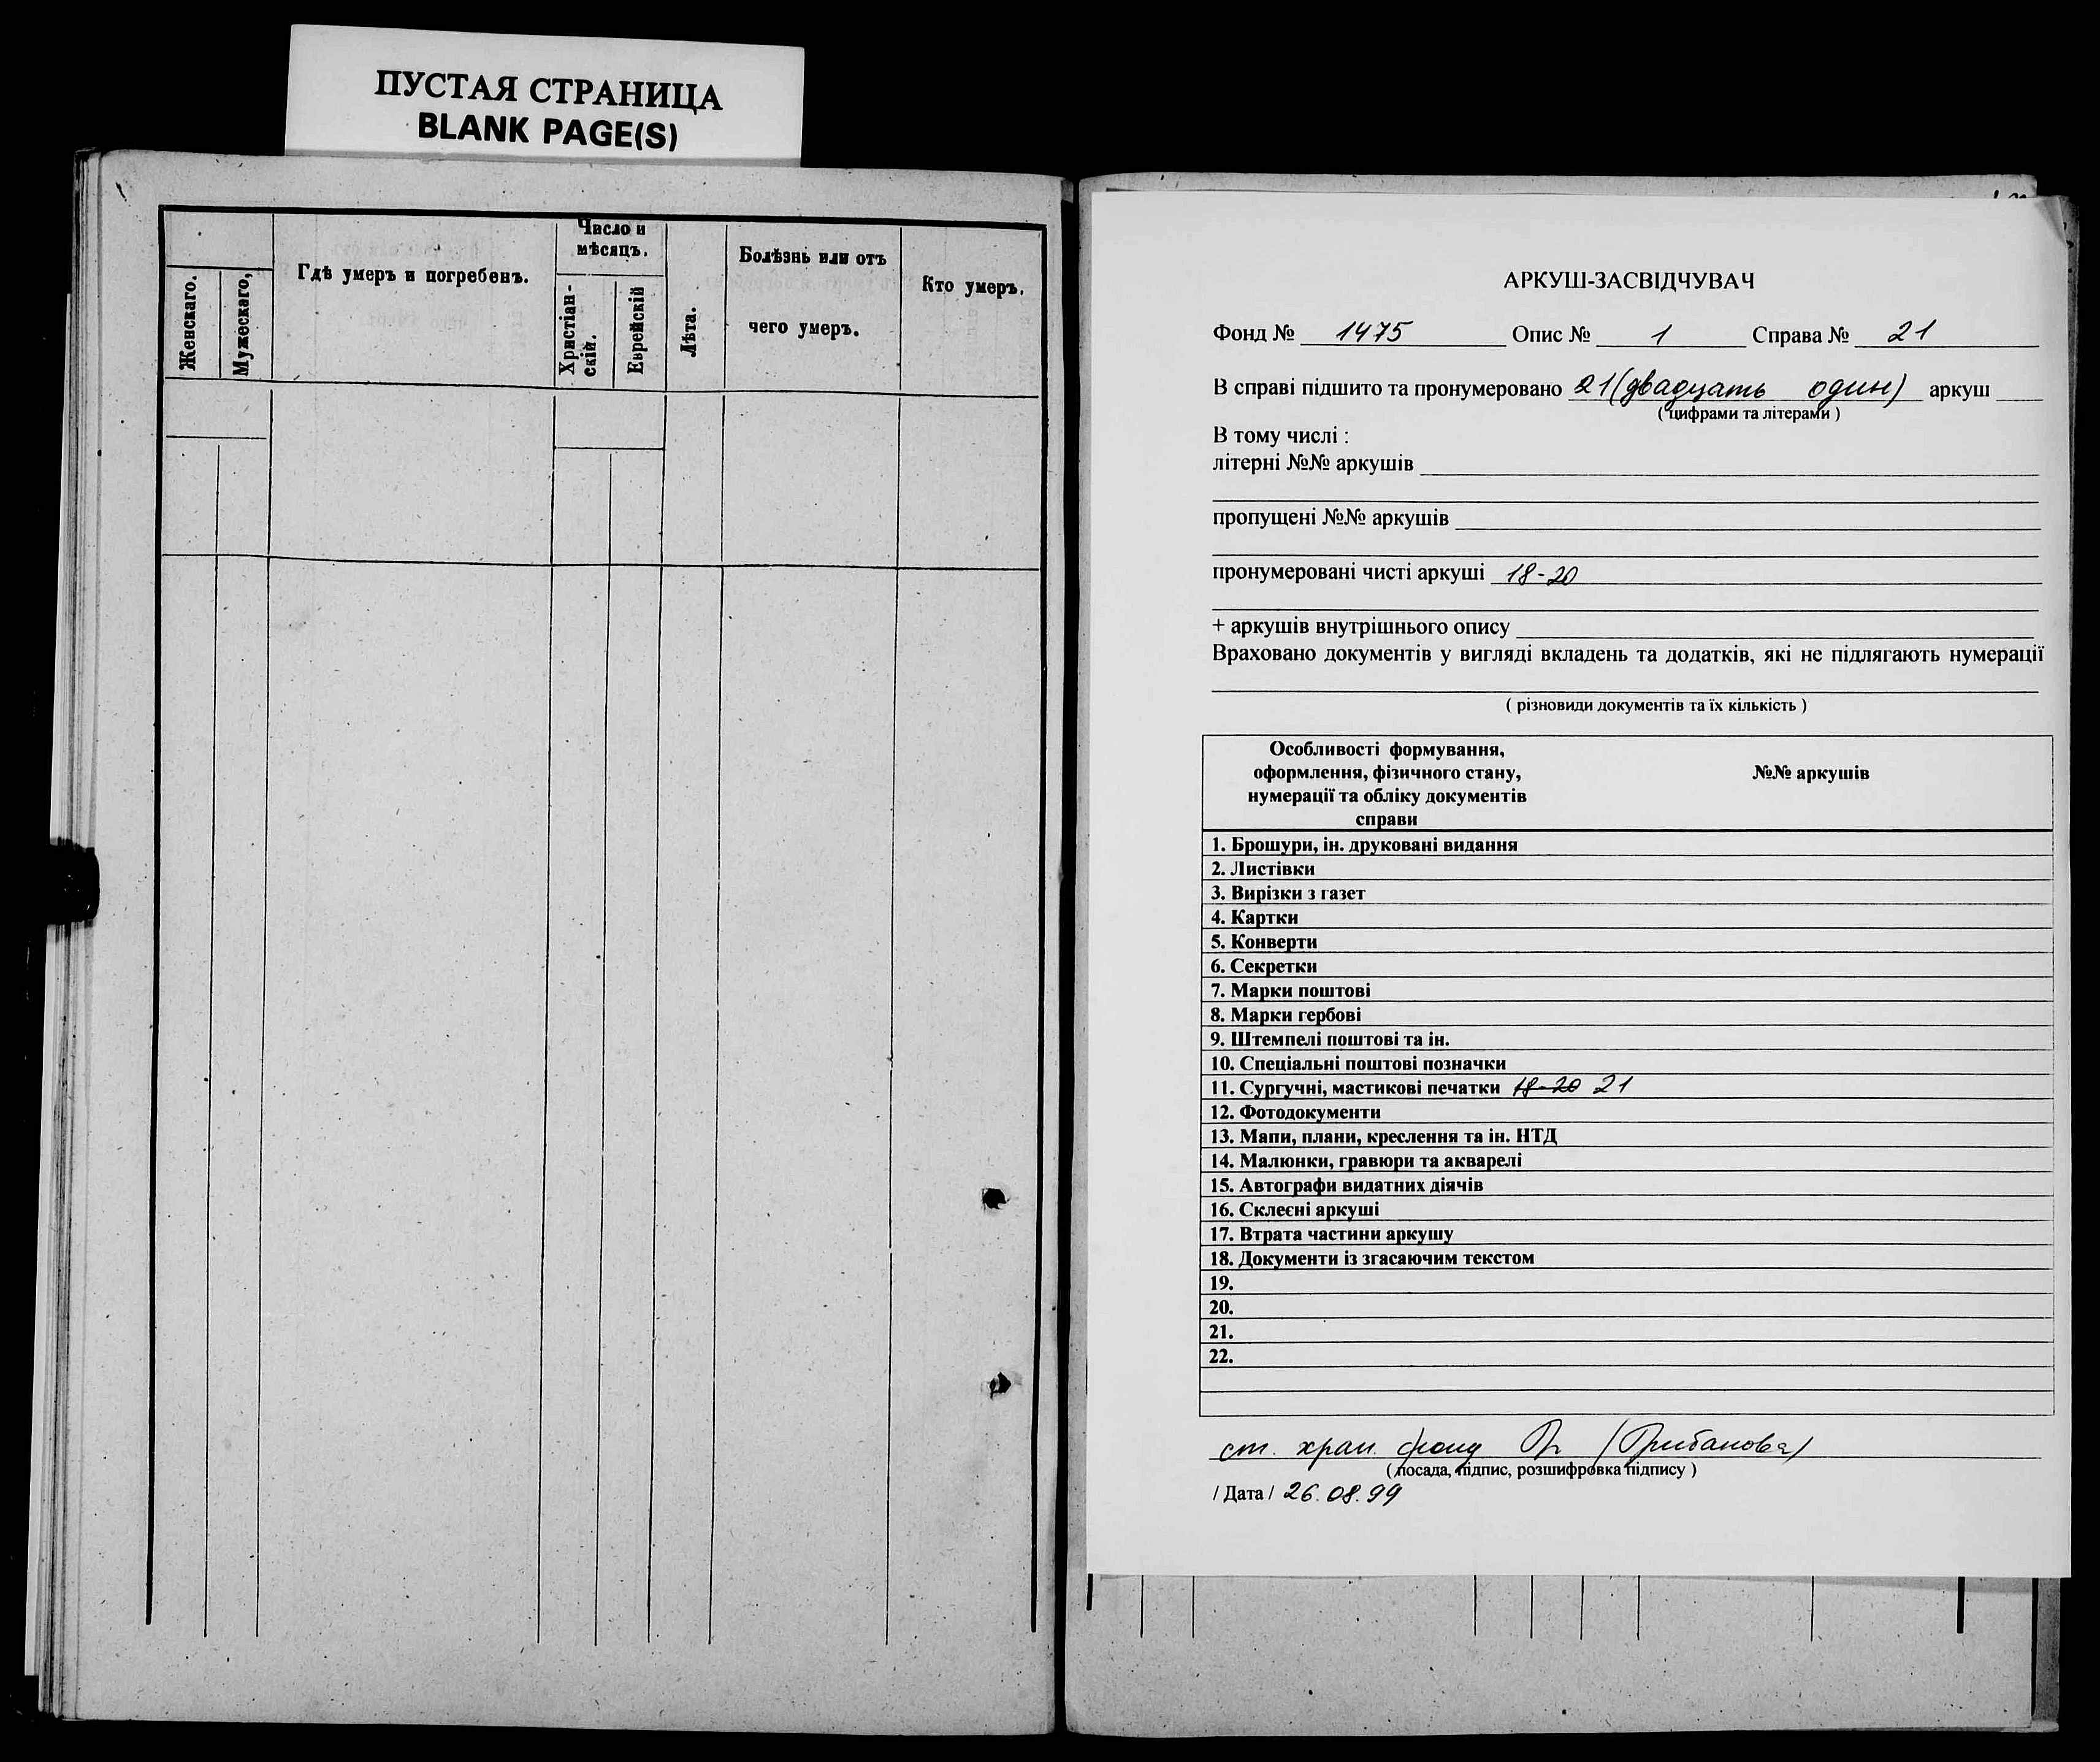 ПУСТАЯ СТРАНИЦА
BLANK PAGE(S)
Женскаго.
Мужескаго,
Гдѣ умеръ и погребенъ.
Число и
мѣсяцъ.
Христіан-
скій.
Еврейскій
Лѣта.
Болѣзнь или отъ
чего умеръ.
Кто умеръ.
АРКУШ-ЗАСВІДЧУВАЧ
Фонд № 1475 Опис № 1 Справа № 21
В справі підшито та пронумеровано 21 (двадцать один) аркуш
( цифрами та літерами )
В тому числі :
літерні №№ аркушів
пропущені №№ аркушів
пронумеровані чисті аркуші 18-20
+ аркушів внутрішнього опису
Враховано документів у вигляді вкладень та додатків, які не підлягають нумерації
( різновиди документів та їх кількість )
Особливості формування,
оформлення, фізичного стану,
нумерації та обліку документів
справи
№№ аркушів
1. Брошури, ін. друковані видання
2. Листівки
3. Вирізки з газет
4. Картки
5. Конверти
6. Секретки
7. Марки поштові
8. Марки гербові
9. Штемпелі поштові та ін.
10. Спеціальні поштові позначки
11. Сургучні, мастикові печатки 18-20 21
12. Фотодокументи
13. Мапи, плани, креслення та ін. НТД
14. Малюнки, гравюри та акварелі
15. Автографи видатних діячів
16. Склеєні аркуші
17. Втрата частини аркушу
18. Документи із згасаючим текстом
19.
20.
21.
22.
ст. хран. фонд (Грибанова)
( посада, підпис, розшифровка підпису )
/ Дата / 26.08.99